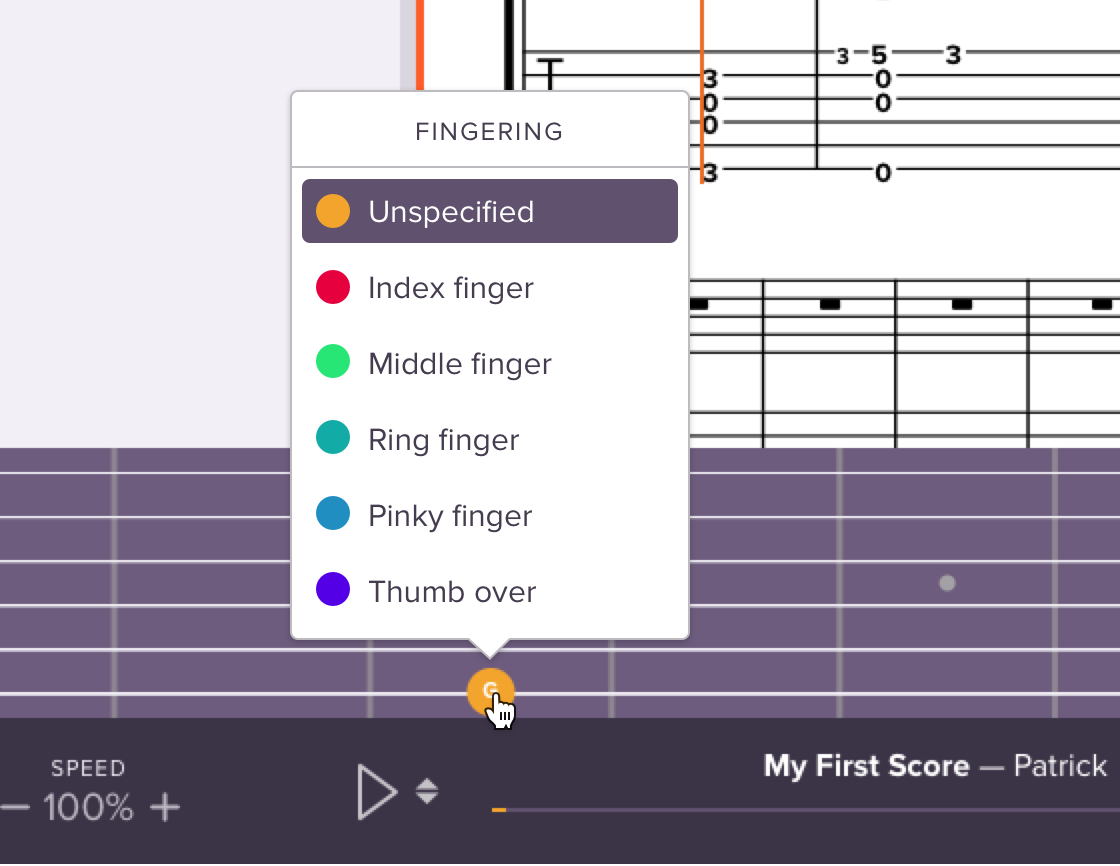 3 5 3
T 3 0
0 0
0
3 0
FINGERING
Unspecified
Index finger
Middle finger
Ring finger
Pinky finger
Thumb over
G
SPEED
100%
My First Score — Patrick